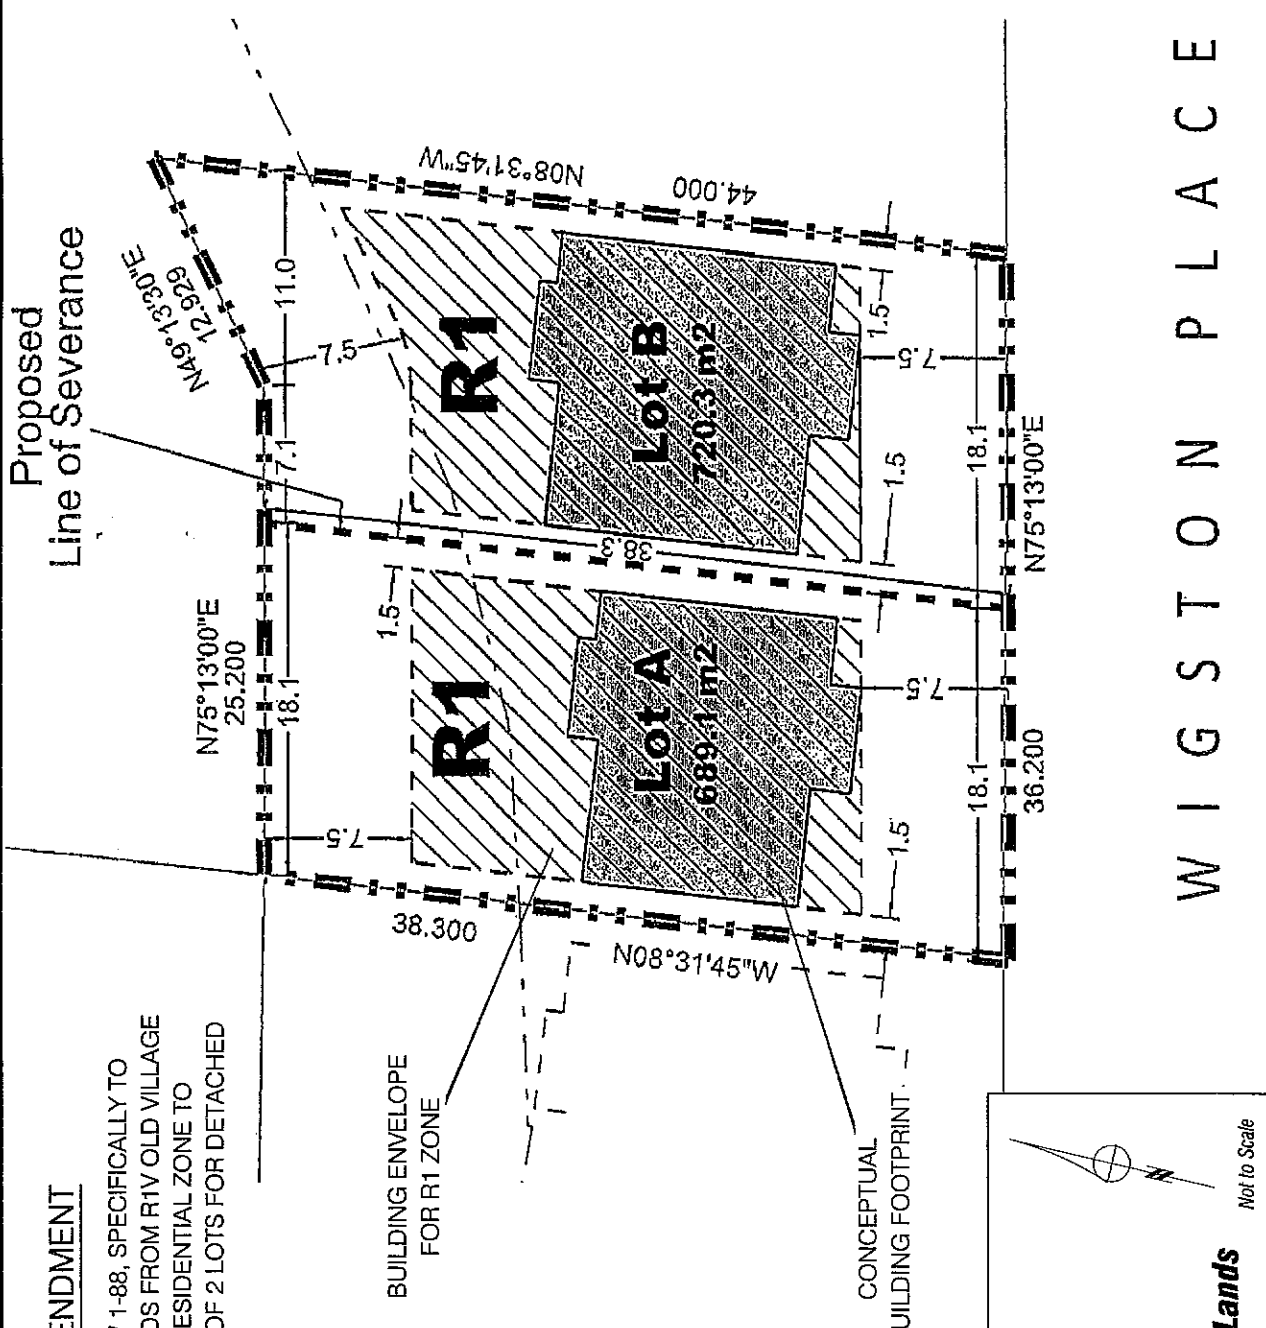 ENDMENT
1-88, SPECIFICALLY TO
DS FROM R1V OLD VILLAGE
ESIDENTIAL ZONE TO
OF 2 LOTS FOR DETACHED
Proposed
Line of Severance
N75°13'00"E
25.200
18.1
7.1
11.0
N49°13'30"E
12.929
7.5
7.5
1.5
38.300
N08°31'45"W
N08°31'45"W
44.000
38.3
R1
R1
Lot A
689.1 m2
Lot B
720.3 m2
BUILDING ENVELOPE
FOR R1 ZONE
CONCEPTUAL
UILDING FOOTPRINT
1.5
1.5
1.5
7.5
7.5
18.1
18.1
36.200
N75°13'00"E
WIGSTON PLACE
Lands
Not to Scale